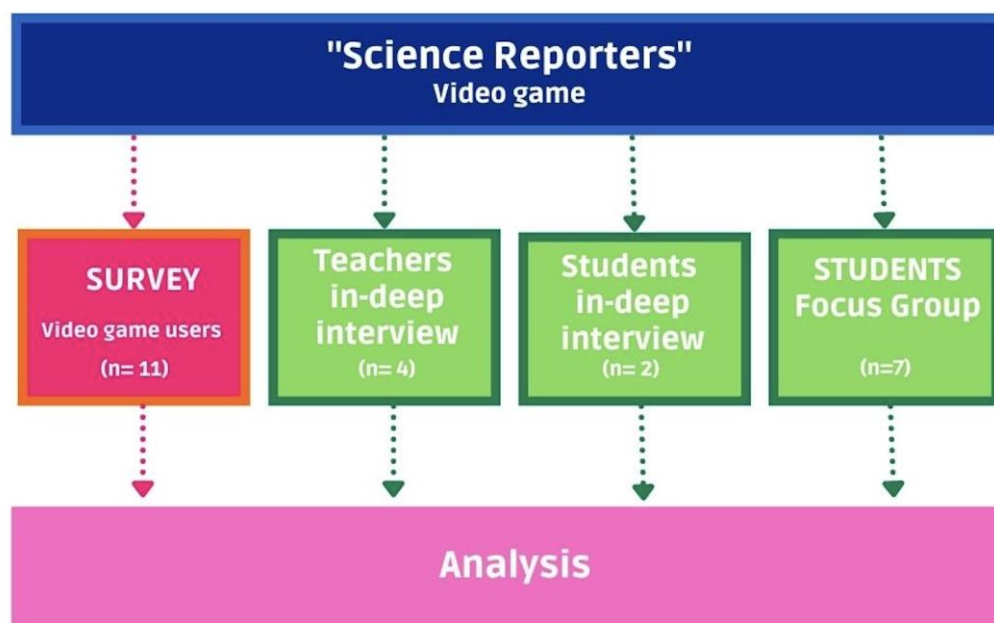 "Science Reporters"
Video game
SURVEY
Video game users
(n= 11)
Teachers
in-deep
interview
(n= 4)
Students
in-deep
interview
(n= 2)
STUDENTS
Focus Group
(n=7)
Analysis